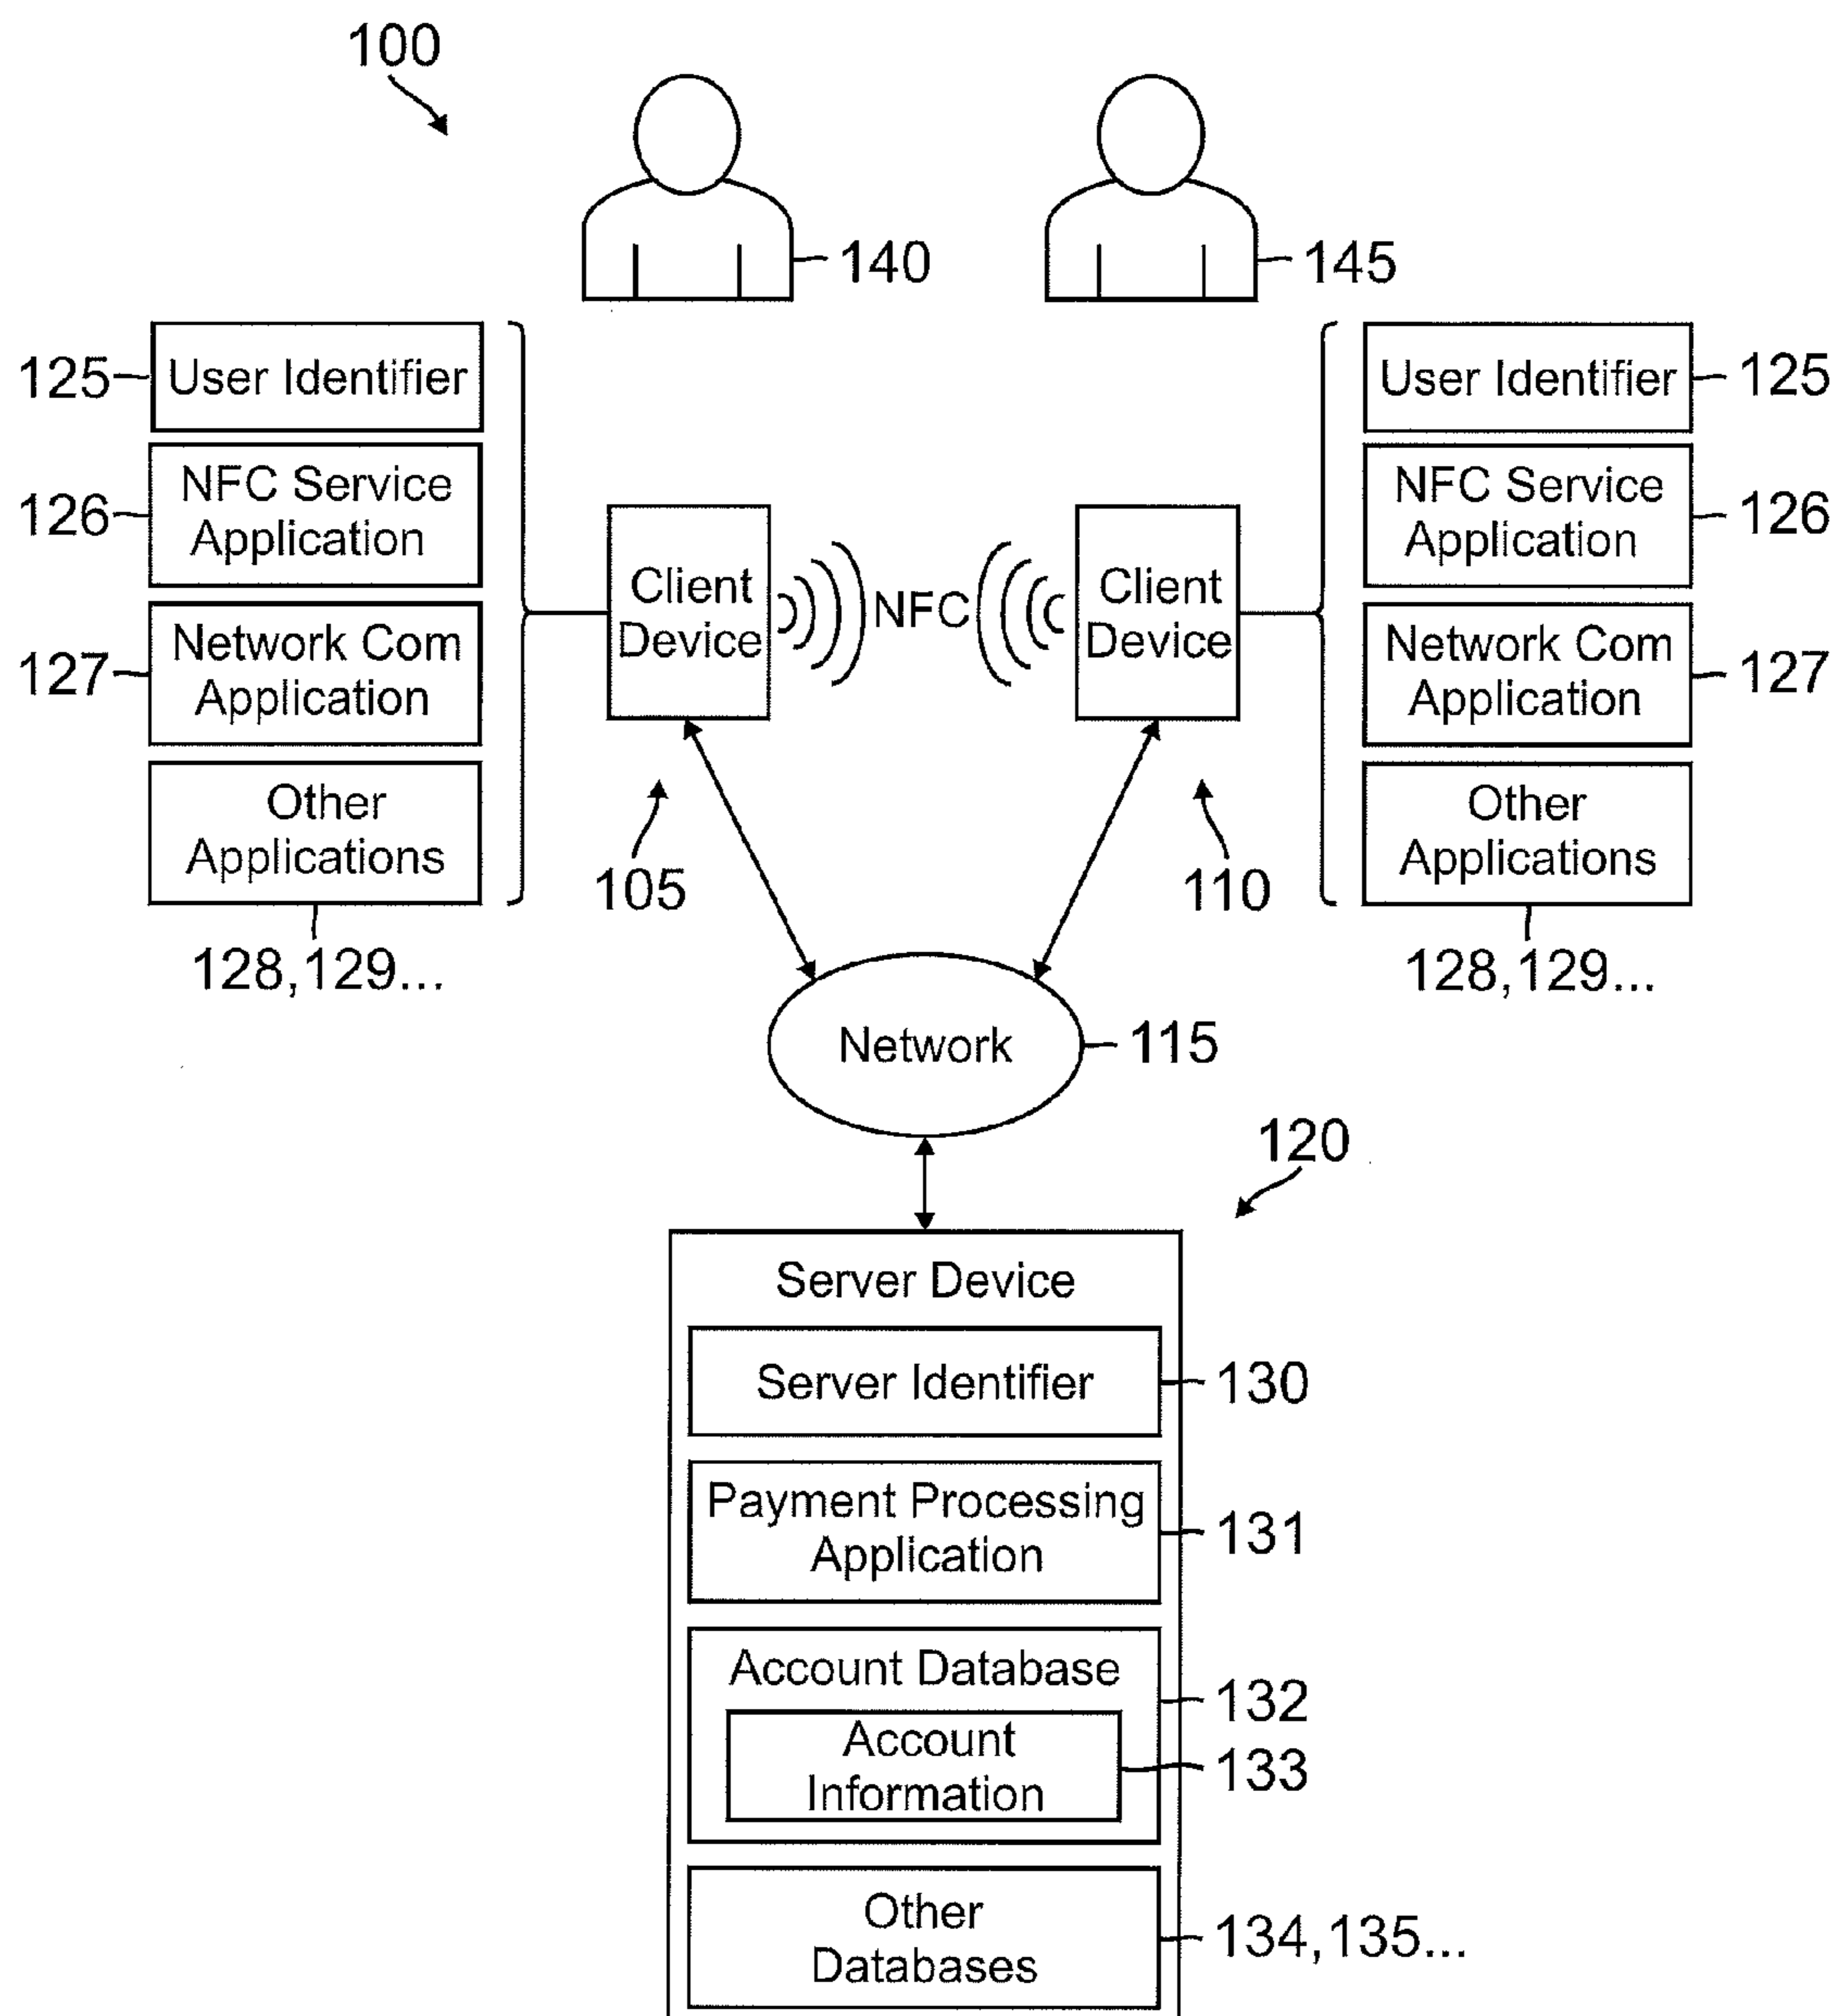 100
140
145
125
User Identifier
User Identifier
125
126
NFC Service
Application
NFC Service
Application
126
Client
Device
NFC
Client
Device
127
Network Com
Application
Network Com
Application
127
Other
Applications
Other
Applications
105
110
128,129...
128,129...
Network
115
120
Server Device
Server Identifier
130
Payment Processing
Application
131
Account Database
132
Account
Information
133
Other
Databases
134,135...